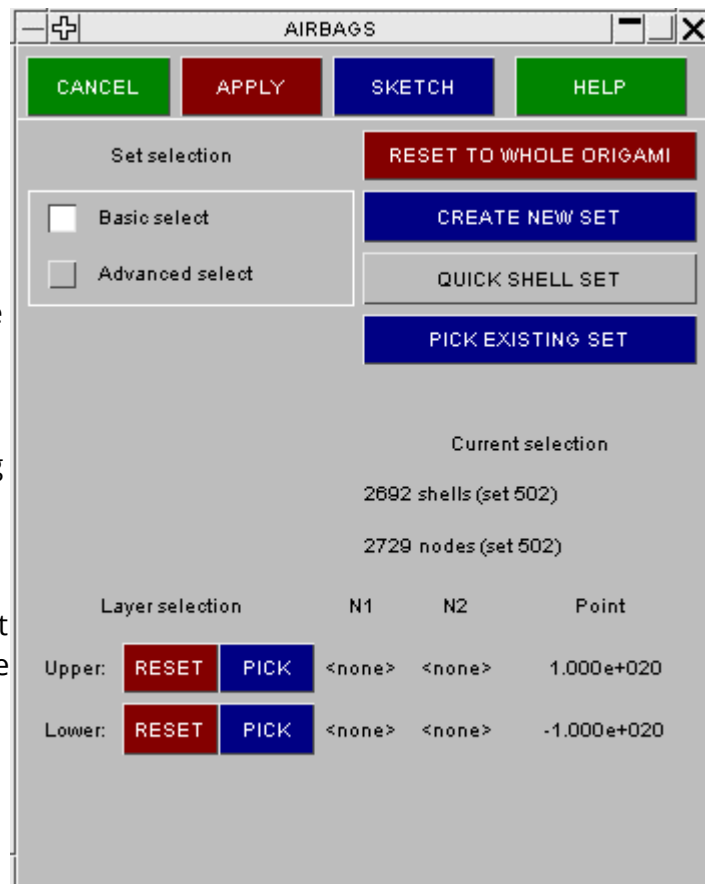 AIRBAGS
CANCEL APPLY SKETCH HELP
Set selection RESET TO WHOLE ORIGAMI
Basic select CREATE NEW SET
Advanced select QUICK SHELL SET
PICK EXISTING SET
Current selection
2692 shells (set 502)
2729 nodes (set 502)
Layer selection N1 N2 Point
Upper: RESET PICK <none> <none> 1.000e+020
Lower: RESET PICK <none> <none> -1.000e+020